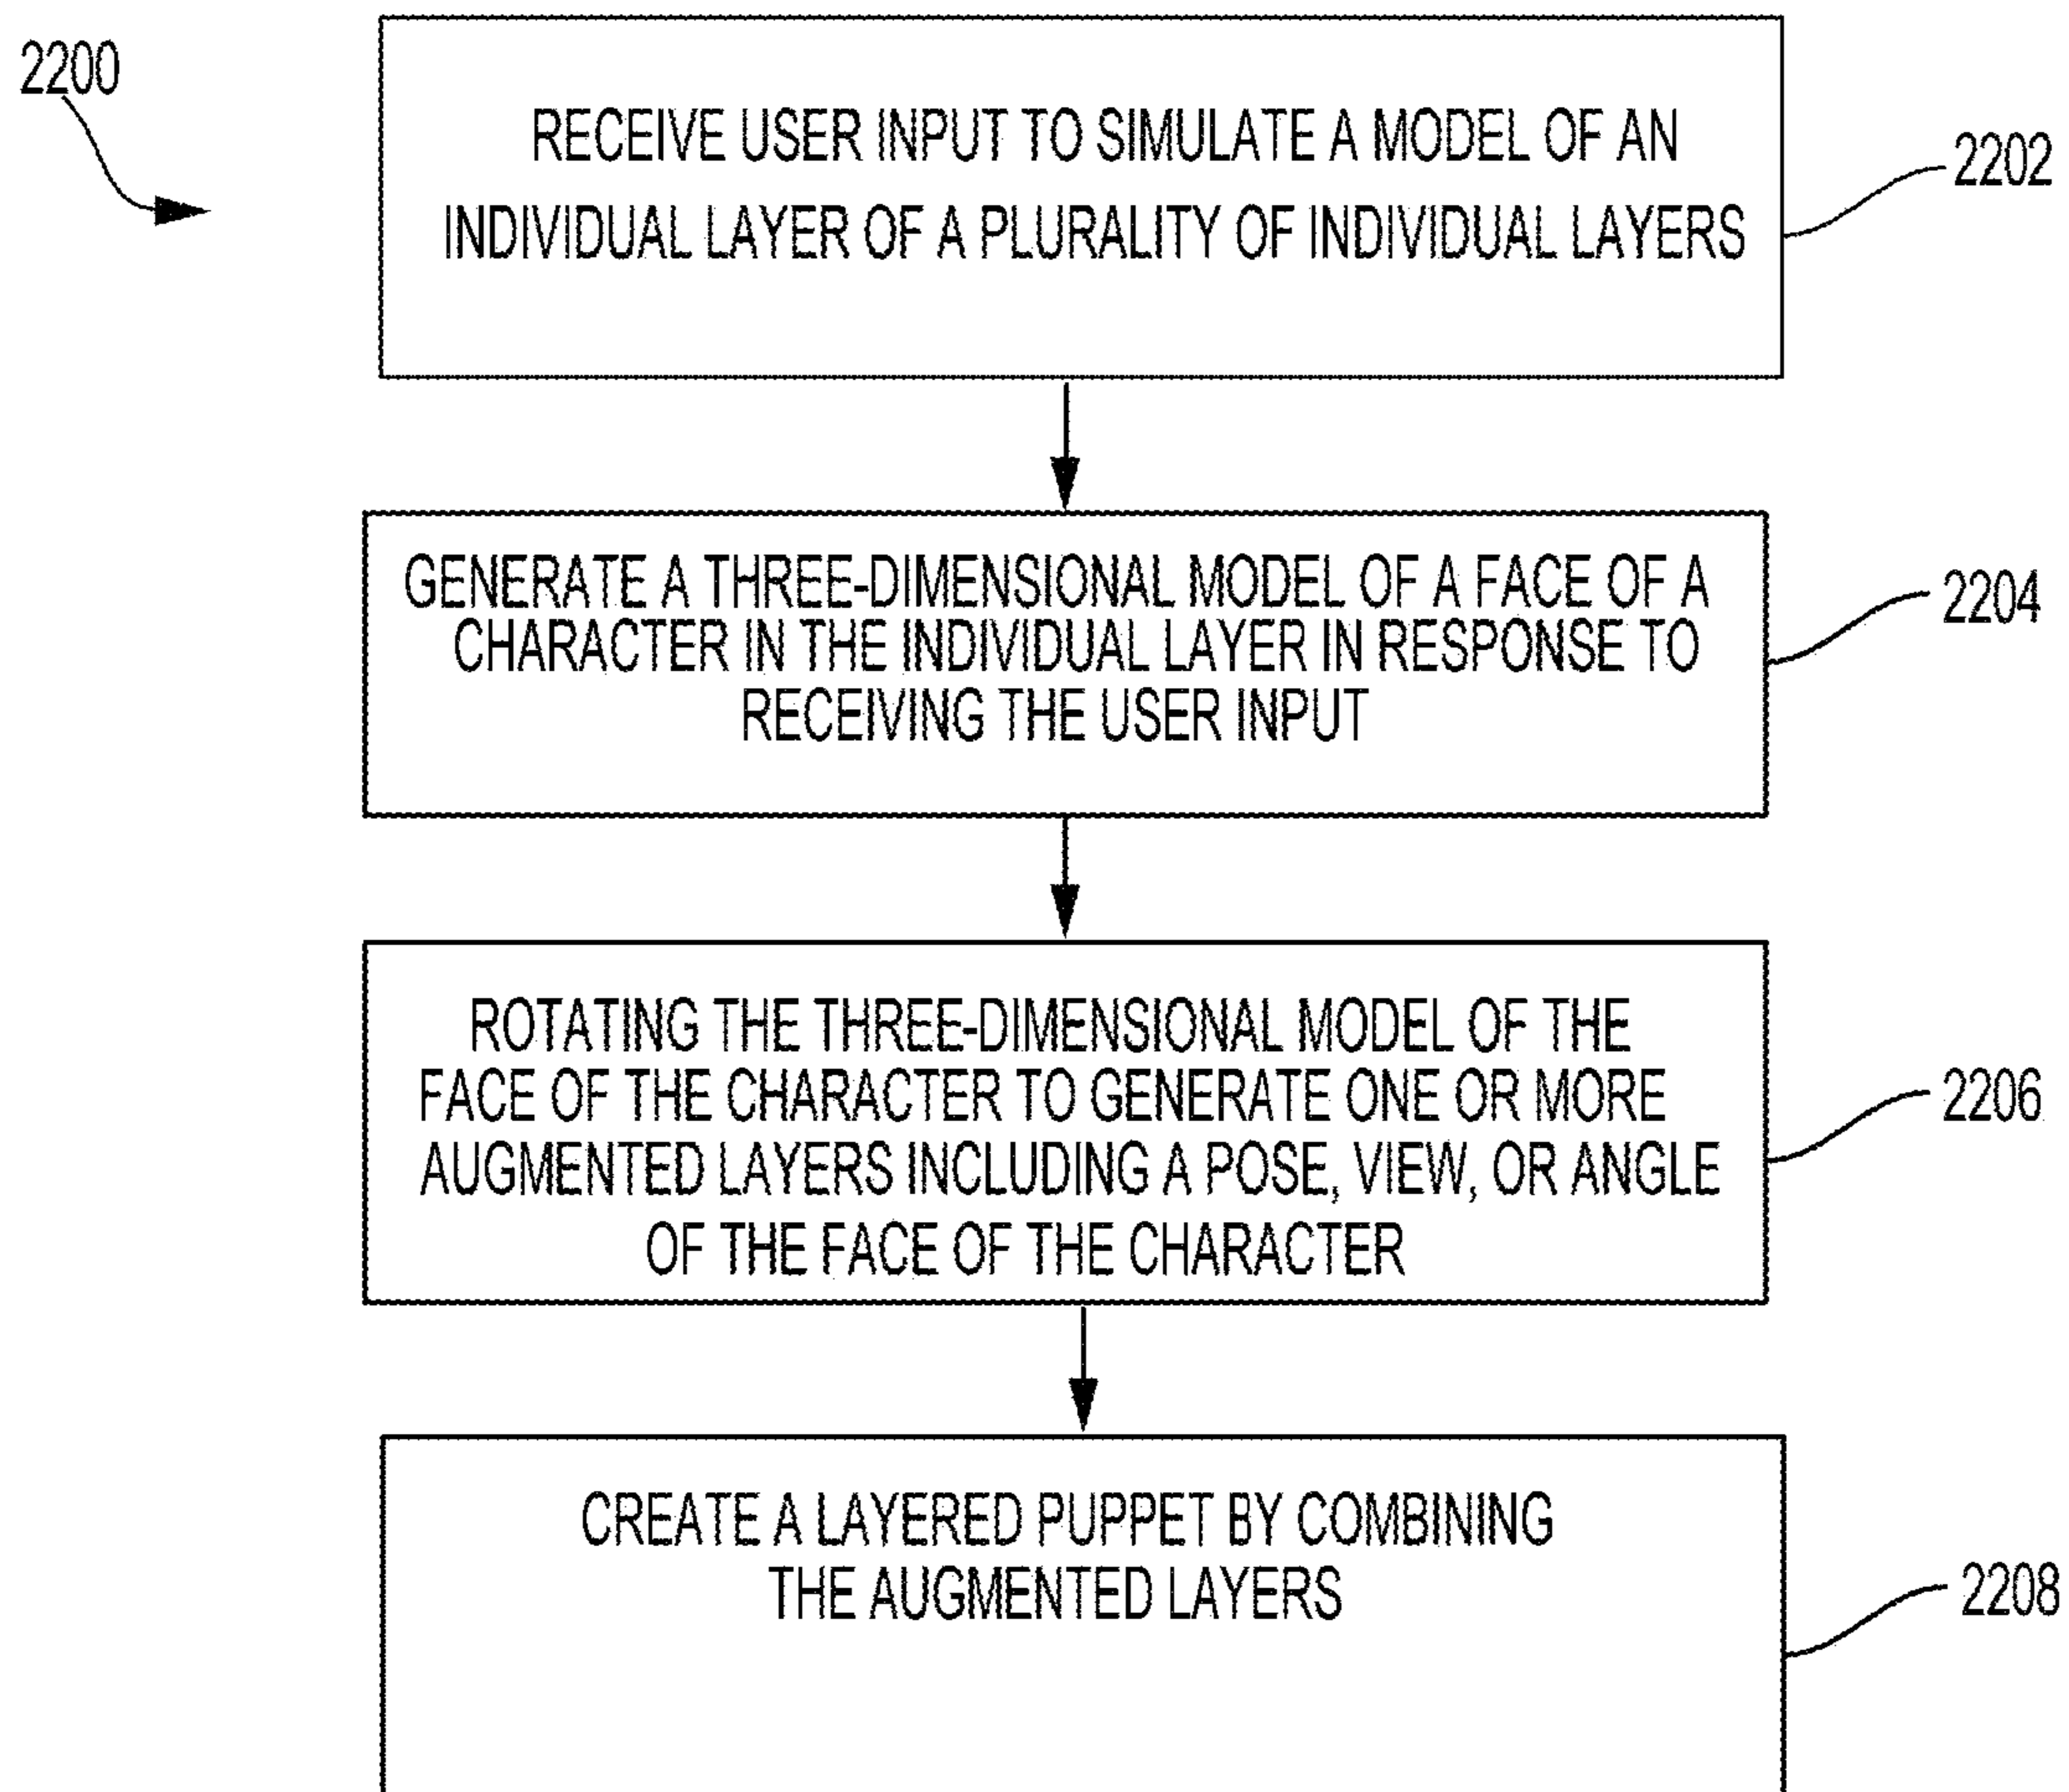 2200
RECEIVE USER INPUT TO SIMULATE A MODEL OF AN
INDIVIDUAL LAYER OF A PLURALITY OF INDIVIDUAL LAYERS
2202
GENERATE A THREE-DIMENSIONAL MODEL OF A FACE OF A
CHARACTER IN THE INDIVIDUAL LAYER IN RESPONSE TO
RECEIVING THE USER INPUT
2204
ROTATING THE THREE-DIMENSIONAL MODEL OF THE
FACE OF THE CHARACTER TO GENERATE ONE OR MORE
AUGMENTED LAYERS INCLUDING A POSE, VIEW, OR ANGLE
OF THE FACE OF THE CHARACTER
2206
CREATE A LAYERED PUPPET BY COMBINING
THE AUGMENTED LAYERS
2208